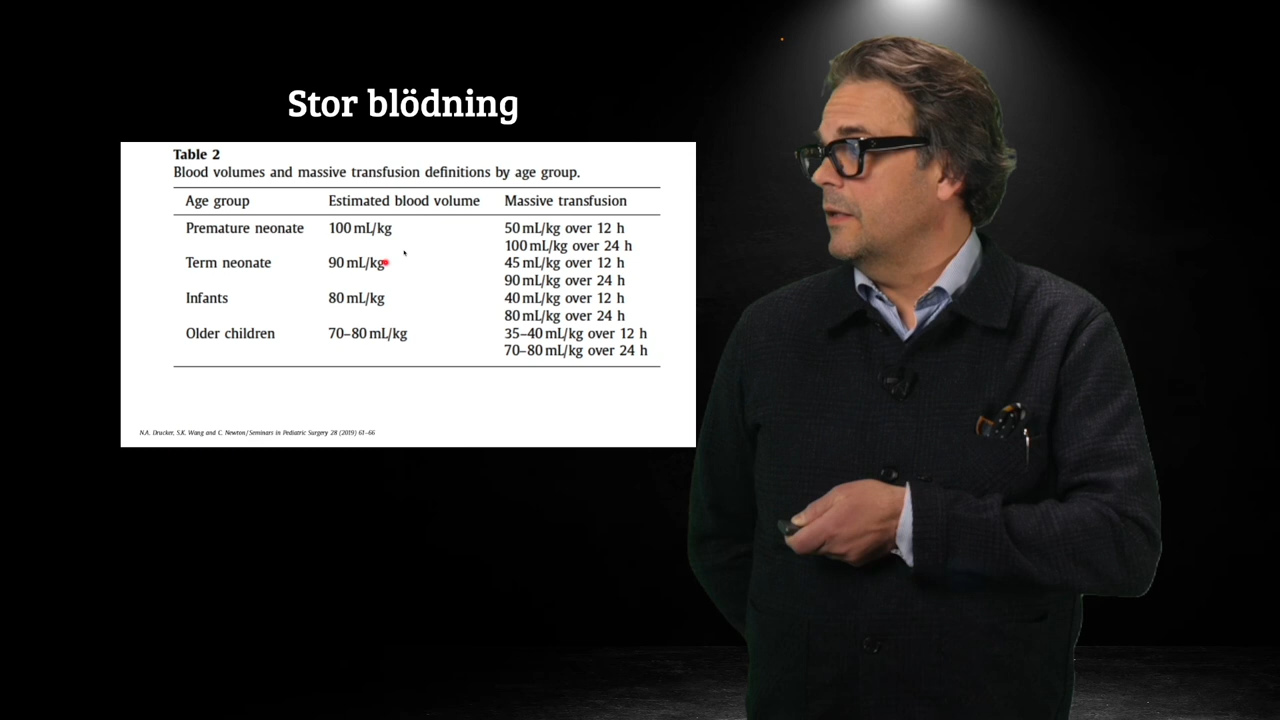 Stor blödning
Table 2
Blood volumes and massive transfusion definitions by age group.
Age group Estimated blood volume Massive transfusion
Premature neonate 100 mL/kg 50 mL/kg over 12 h
100 mL/kg over 24 h
Term neonate 90 mL/kg 45 mL/kg over 12 h
90 mL/kg over 24 h
Infants 80 mL/kg 40 mL/kg over 12 h
80 mL/kg over 24 h
Older children 70–80 mL/kg 35–40 mL/kg over 12 h
70–80 mL/kg over 24 h
N.A. Drucker, S.K. Wang and C. Newton / Seminars in Pediatric Surgery 28 (2019) 61–66